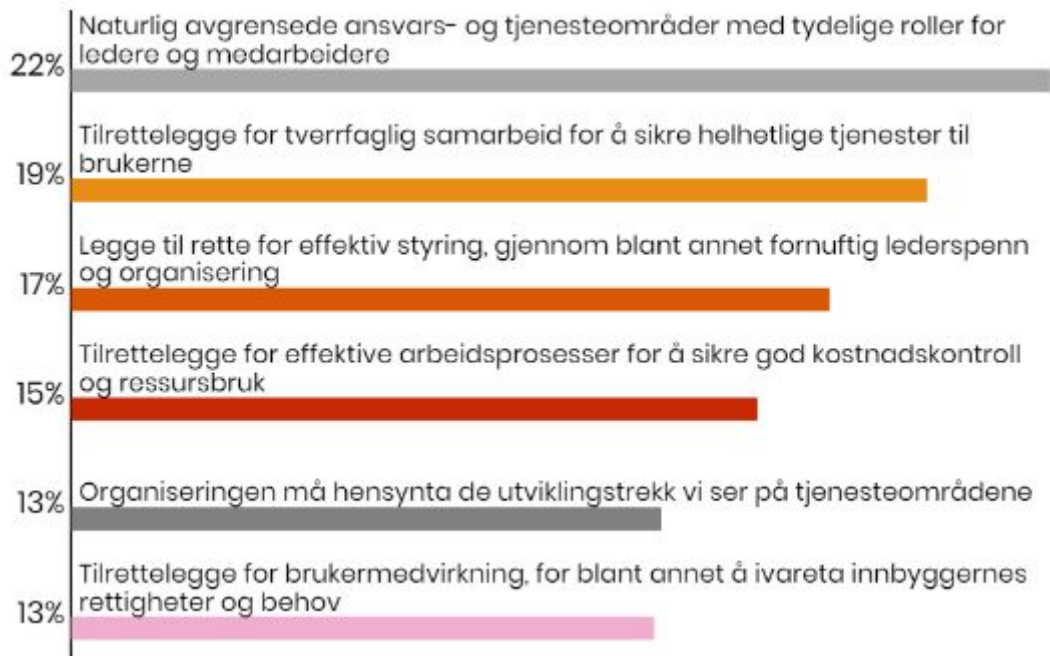 Naturlig avgrensede ansvars- og tjenesteområder med tydelige roller for
ledere og medarbeidere
22%
Tilrettelegge for tverrfaglig samarbeid for å sikre helhetlige tjenester til
brukerne
19%
Legge til rette for effektiv styring, gjennom blant annet fornuftig lederspenn
og organisering
17%
Tilrettelegge for effektive arbeidsprosesser for å sikre god kostnadskontroll
og ressursbruk
15%
13% Organiseringen må hensynta de utviklingstrekk vi ser på tjenesteområdene
Tilrettelegge for brukermedvirkning, for blant annet å ivareta innbyggernes
rettigheter og behov
13%